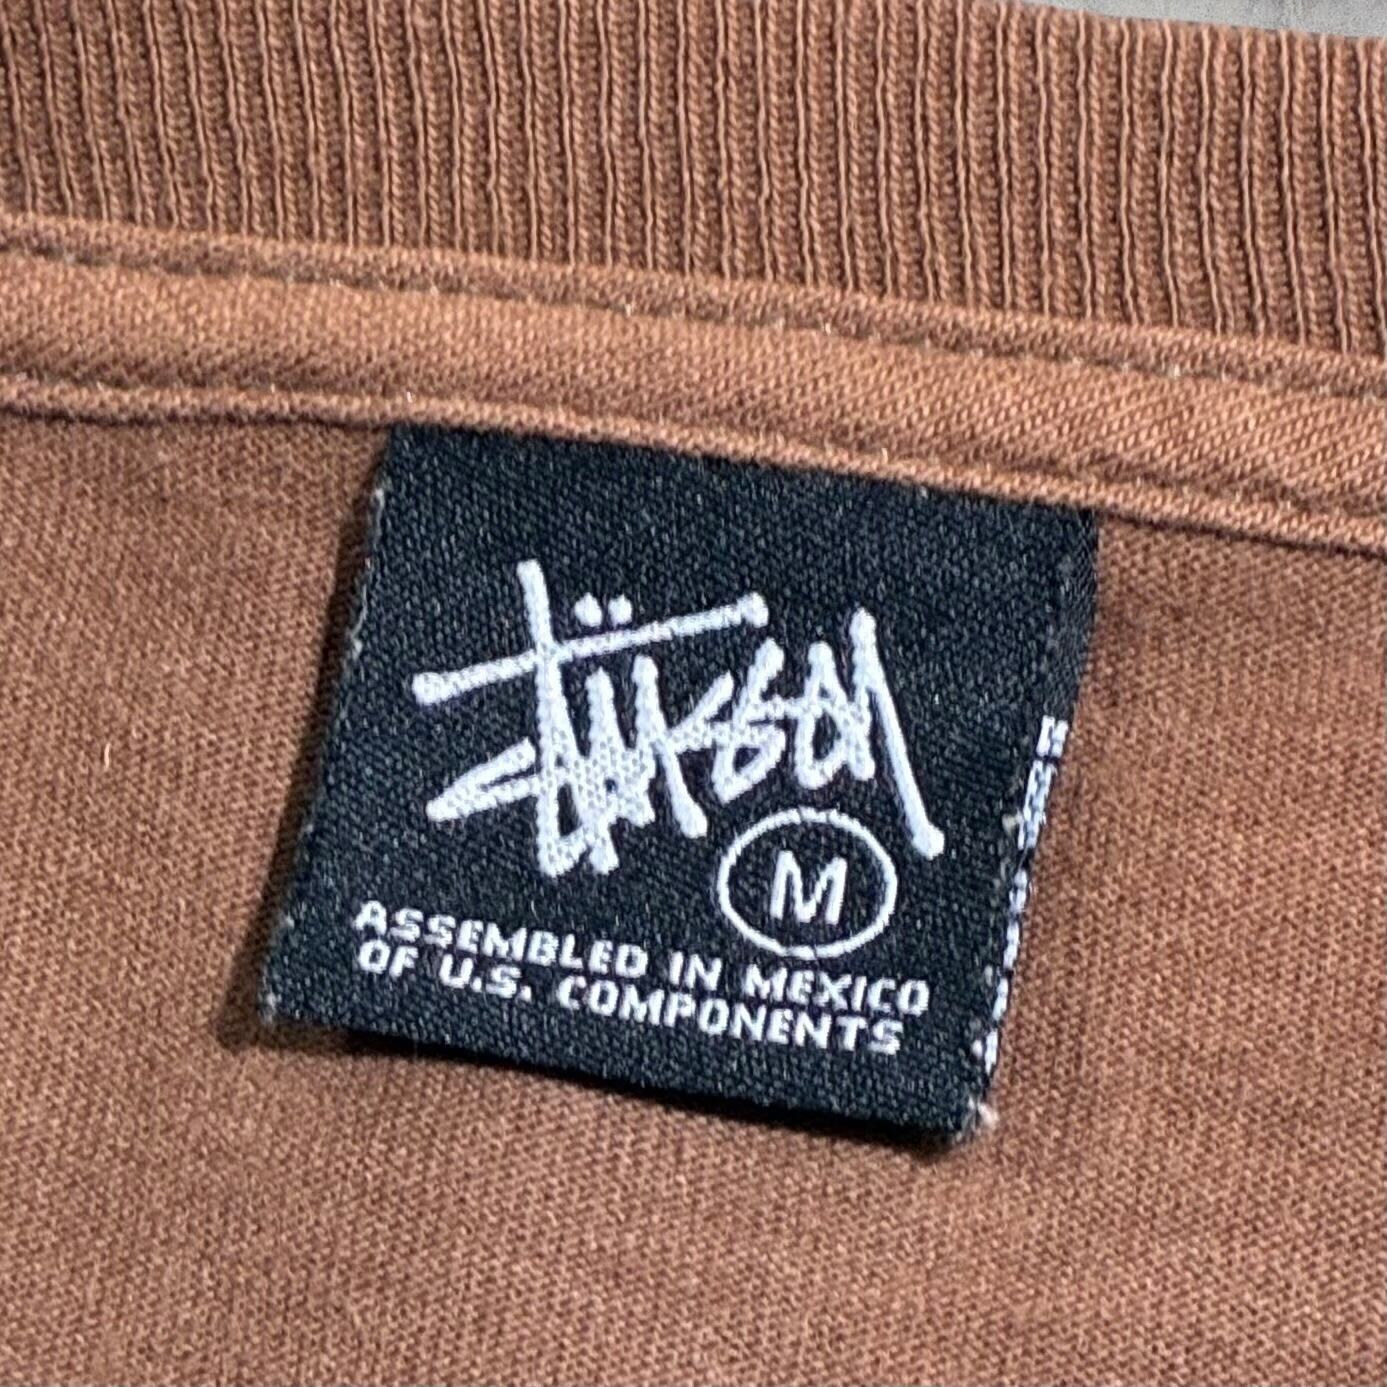 Stüssy
M
ASSEMBLED IN MEXICO
OF U.S. COMPONENTS